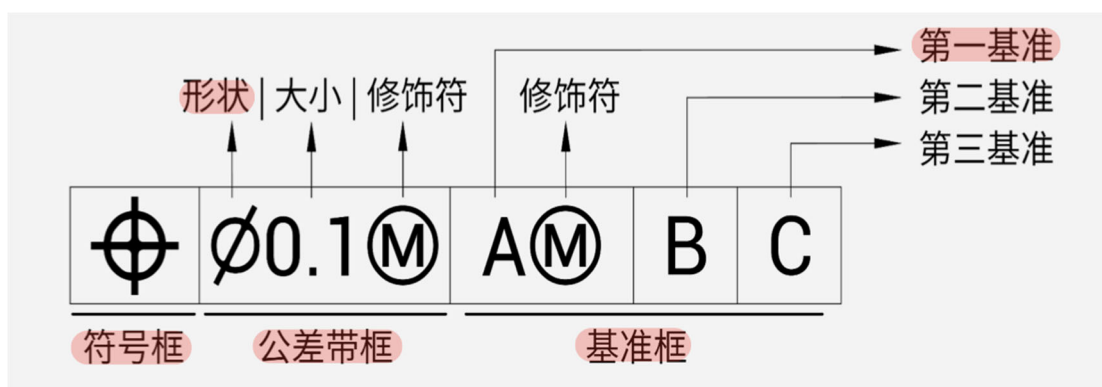 第一基准
形状|大小|修饰符 修饰符 第二基准
第三基准
⌖ ⌀0.1Ⓜ AⓂ B C
符号框 公差带框 基准框